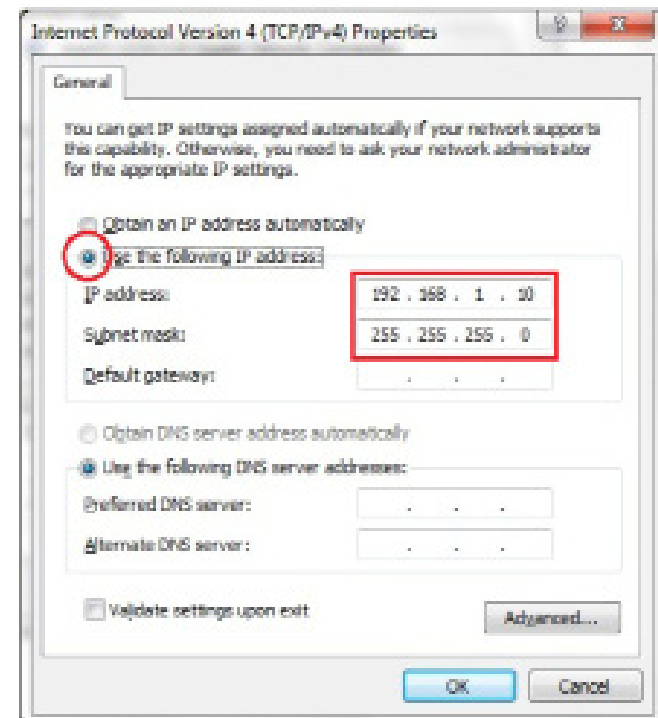 Internet Protocol Version 4 (TCP/IPv4) Properties
General
You can get IP settings assigned automatically if your network supports
this capability. Otherwise, you need to ask your network administrator
for the appropriate IP settings.
Obtain an IP address automatically
Use the following IP address:
IP address: 192 . 168 . 1 . 10
Subnet mask: 255 . 255 . 255 . 0
Default gateway: . . .
Obtain DNS server address automatically
Use the following DNS server addresses:
Preferred DNS server: . . .
Alternate DNS server: . . .
Validate settings upon exit
Advanced...
OK Cancel